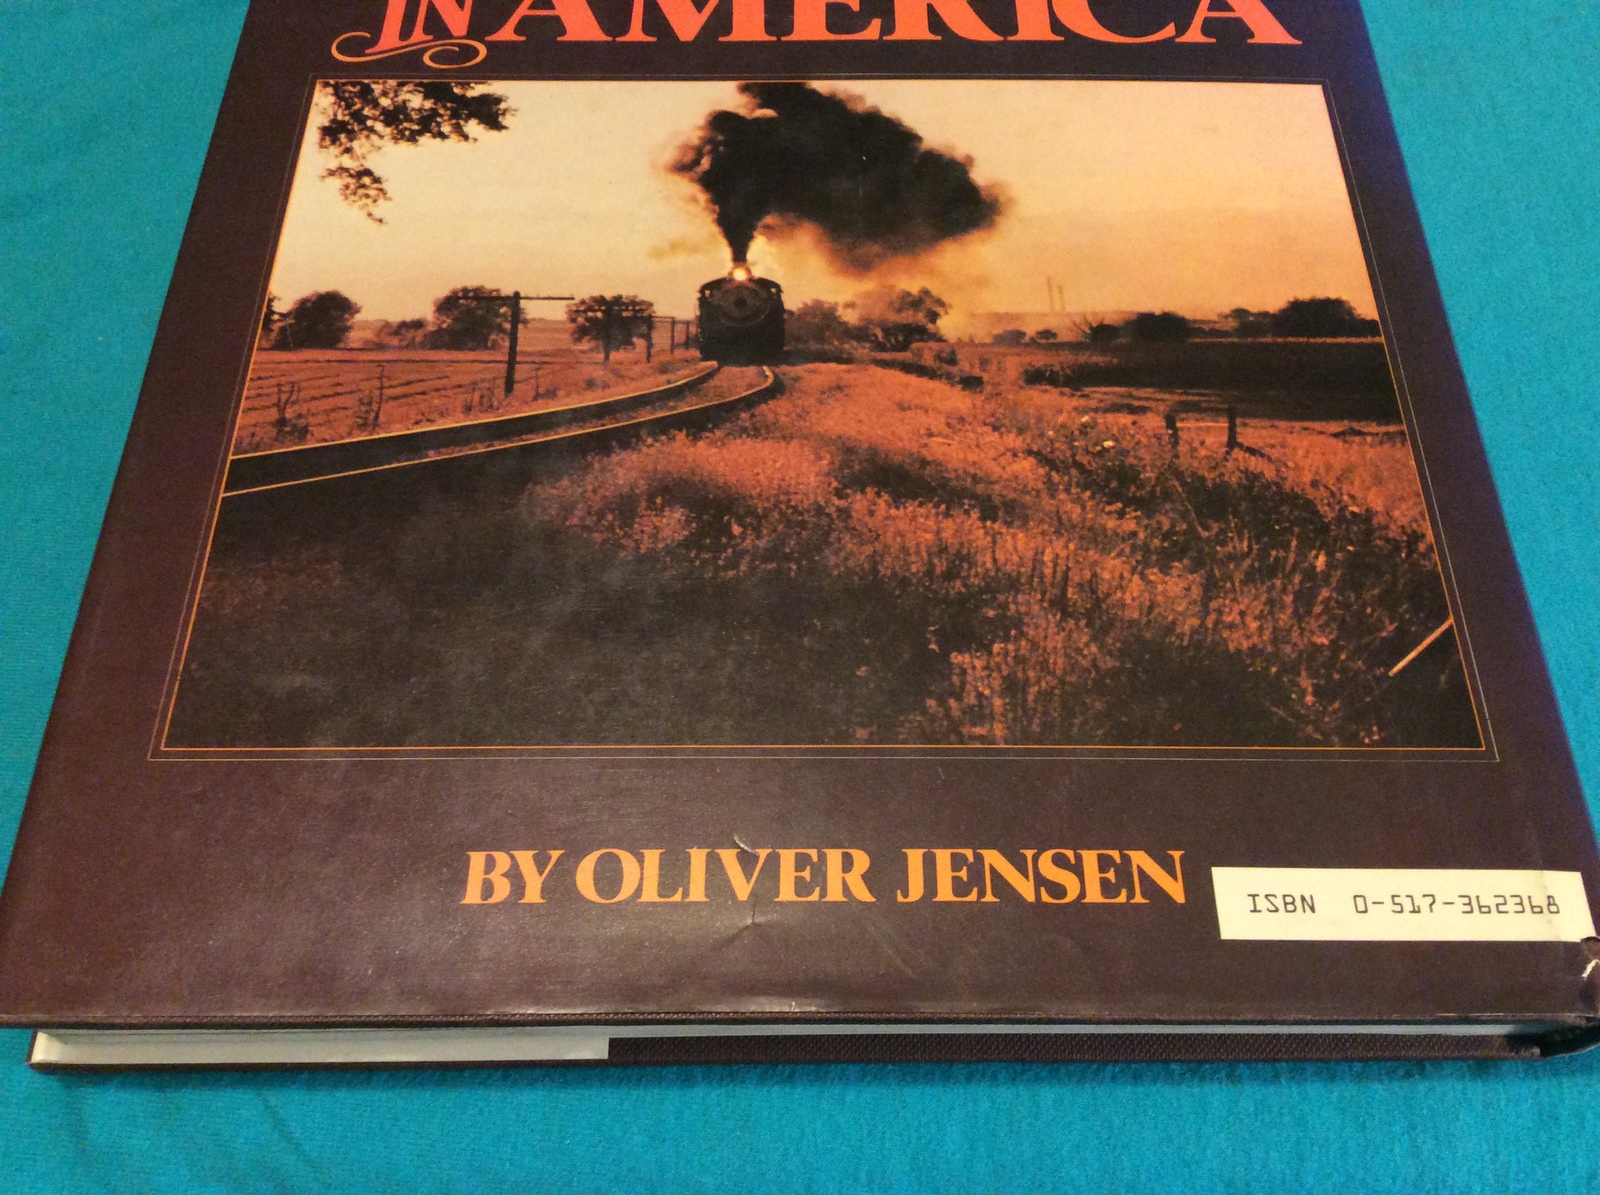 IN AMERICA
BY OLIVER JENSEN
ISBN 0-517-362368